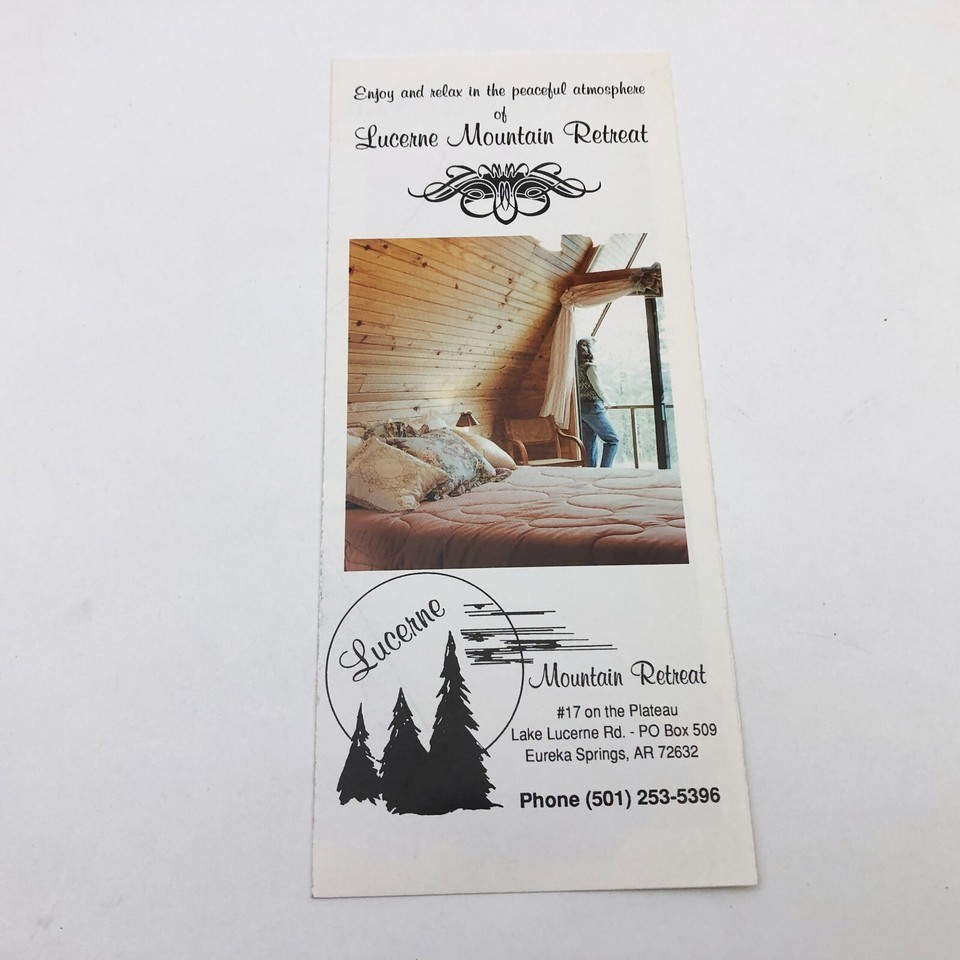 Enjoy and relax in the peaceful atmosphere
of
Lucerne Mountain Retreat
Lucerne
Mountain Retreat
#17 on the Plateau
Lake Lucerne Rd. - PO Box 509
Eureka Springs, AR 72632
Phone (501) 253-5396